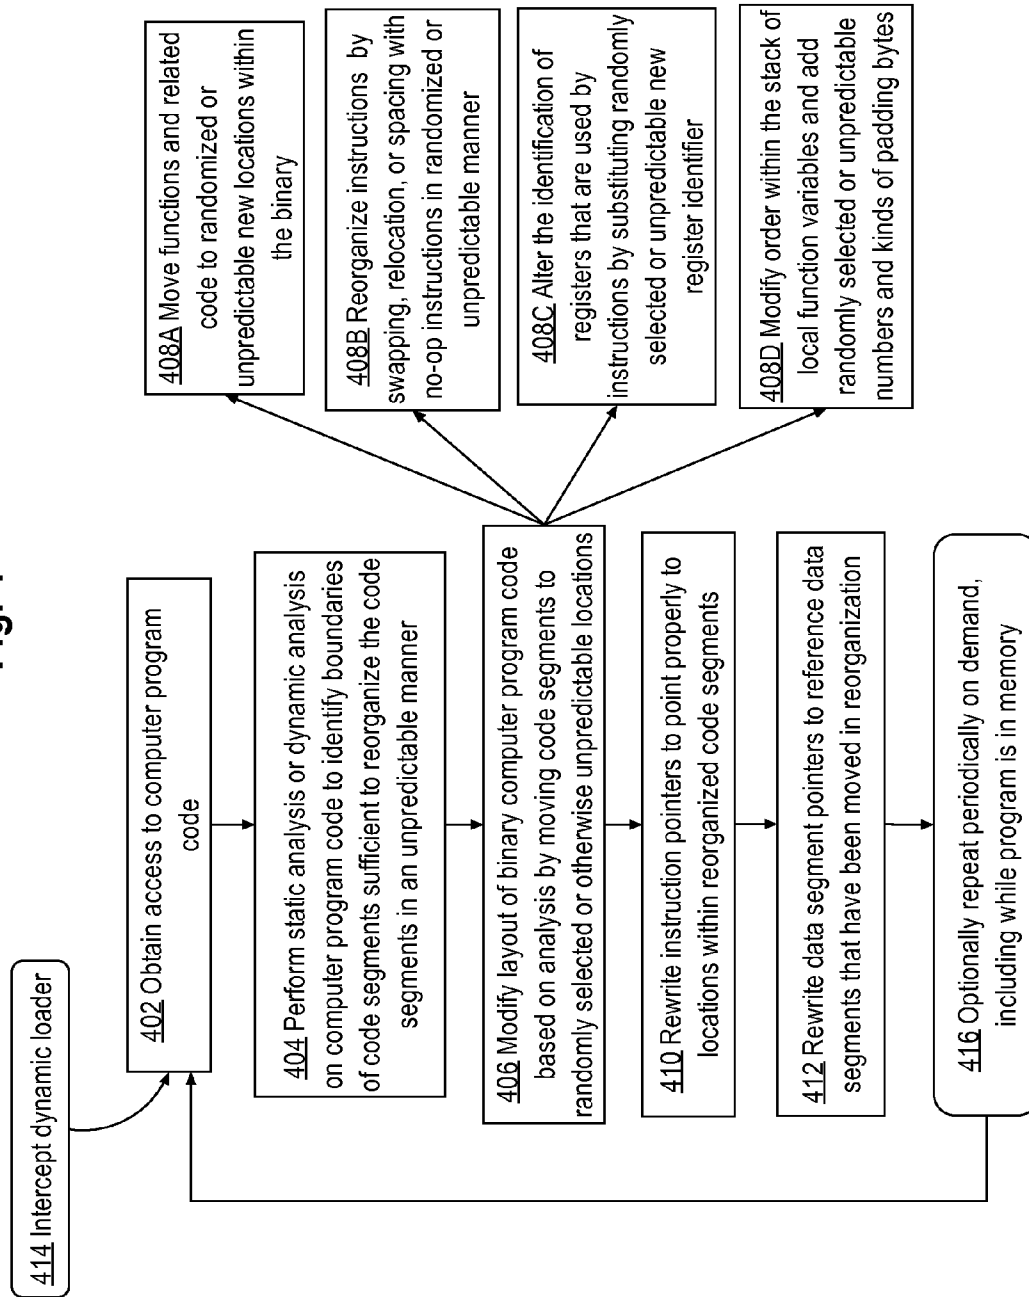 414 Intercept dynamic loader
402 Obtain access to computer program
code
404 Perform static analysis or dynamic analysis
on computer program code to identify boundaries
of code segments sufficient to reorganize the code
segments in an unpredictable manner
406 Modify layout of binary computer program code
based on analysis by moving code segments to
randomly selected or otherwise unpredictable locations
408A Move functions and related
code to randomized or
unpredictable new locations within
the binary
408B Reorganize instructions by
swapping, relocation, or spacing with
no-op instructions in randomized or
unpredictable manner
408C Alter the identification of
registers that are used by
instructions by substituting randomly
selected or unpredictable new
register identifier
408D Modify order within the stack of
local function variables and add
randomly selected or unpredictable
numbers and kinds of padding bytes
410 Rewrite instruction pointers to point properly to
locations within reorganized code segments
412 Rewrite data segment pointers to reference data
segments that have been moved in reorganization
416 Optionally repeat periodically on demand,
including while program is in memory